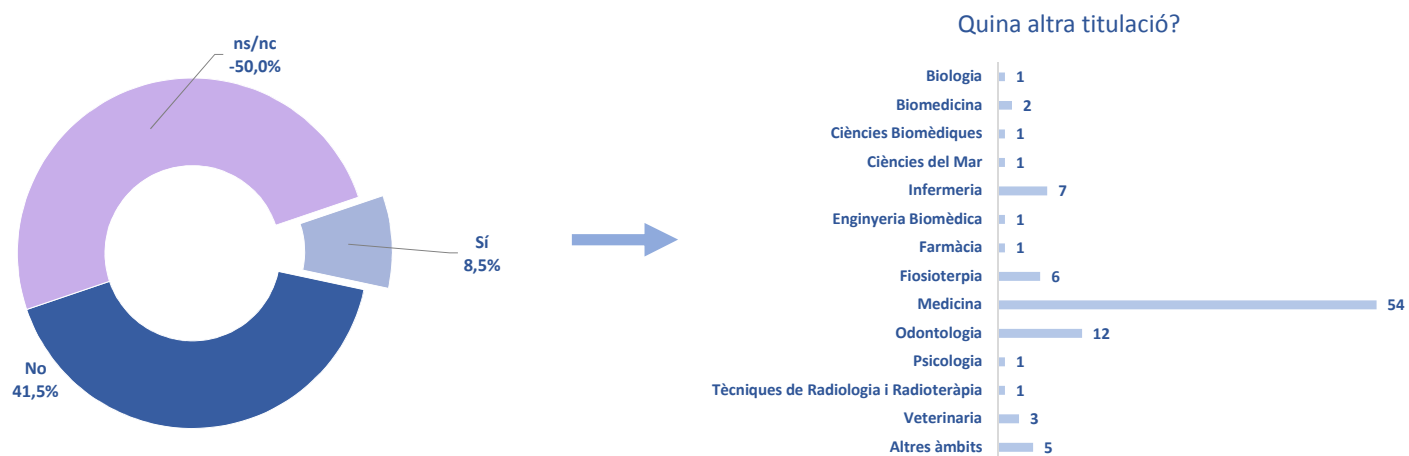 ns/nc
-50,0%
Sí
8,5%
No
41,5%
Quina altra titulació?
Biologia 1
Biomedicina 2
Ciències Biomèdiques 1
Ciències del Mar 1
Infermeria 7
Enginyeria Biomèdica 1
Farmàcia 1
Fiosioterpia 6
Medicina 54
Odontologia 12
Psicologia 1
Tècniques de Radiologia i Radioteràpia 1
Veterinaria 3
Altres àmbits 5